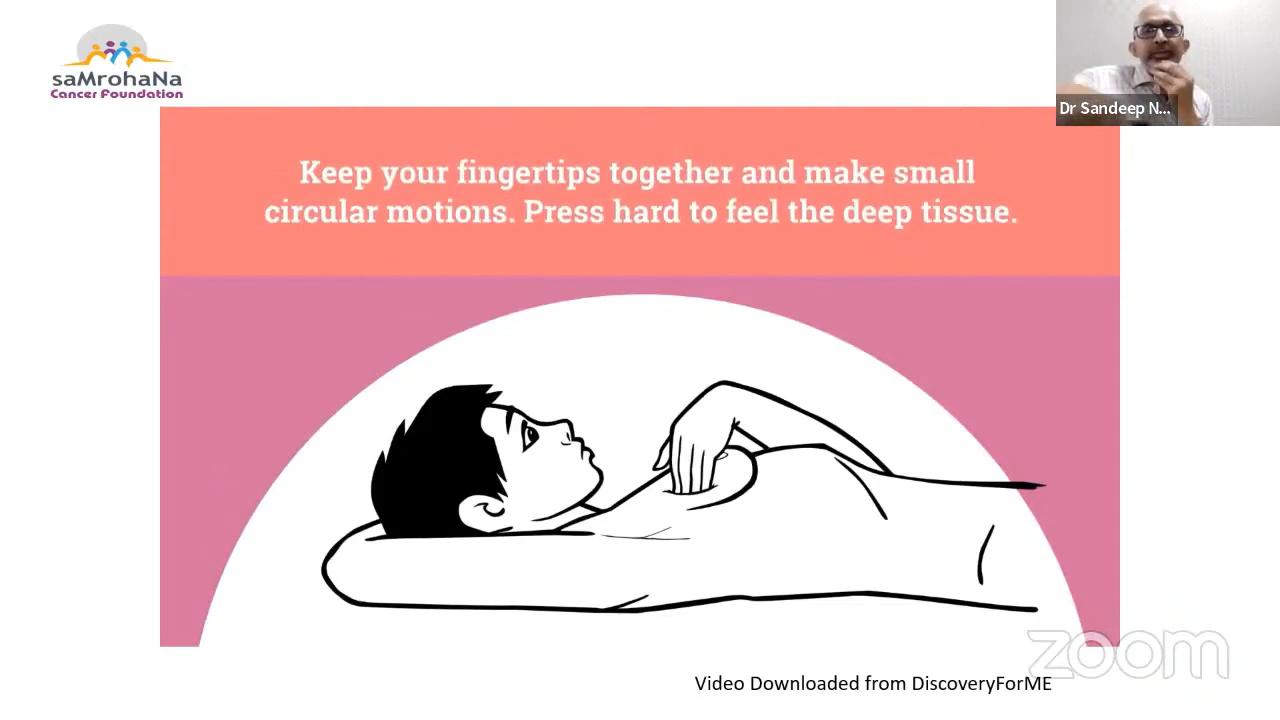 saMrohaNa
Cancer Foundation
Dr Sandeep N...
Keep your fingertips together and make small
circular motions. Press hard to feel the deep tissue.
zoom
Video Downloaded from DiscoveryForME